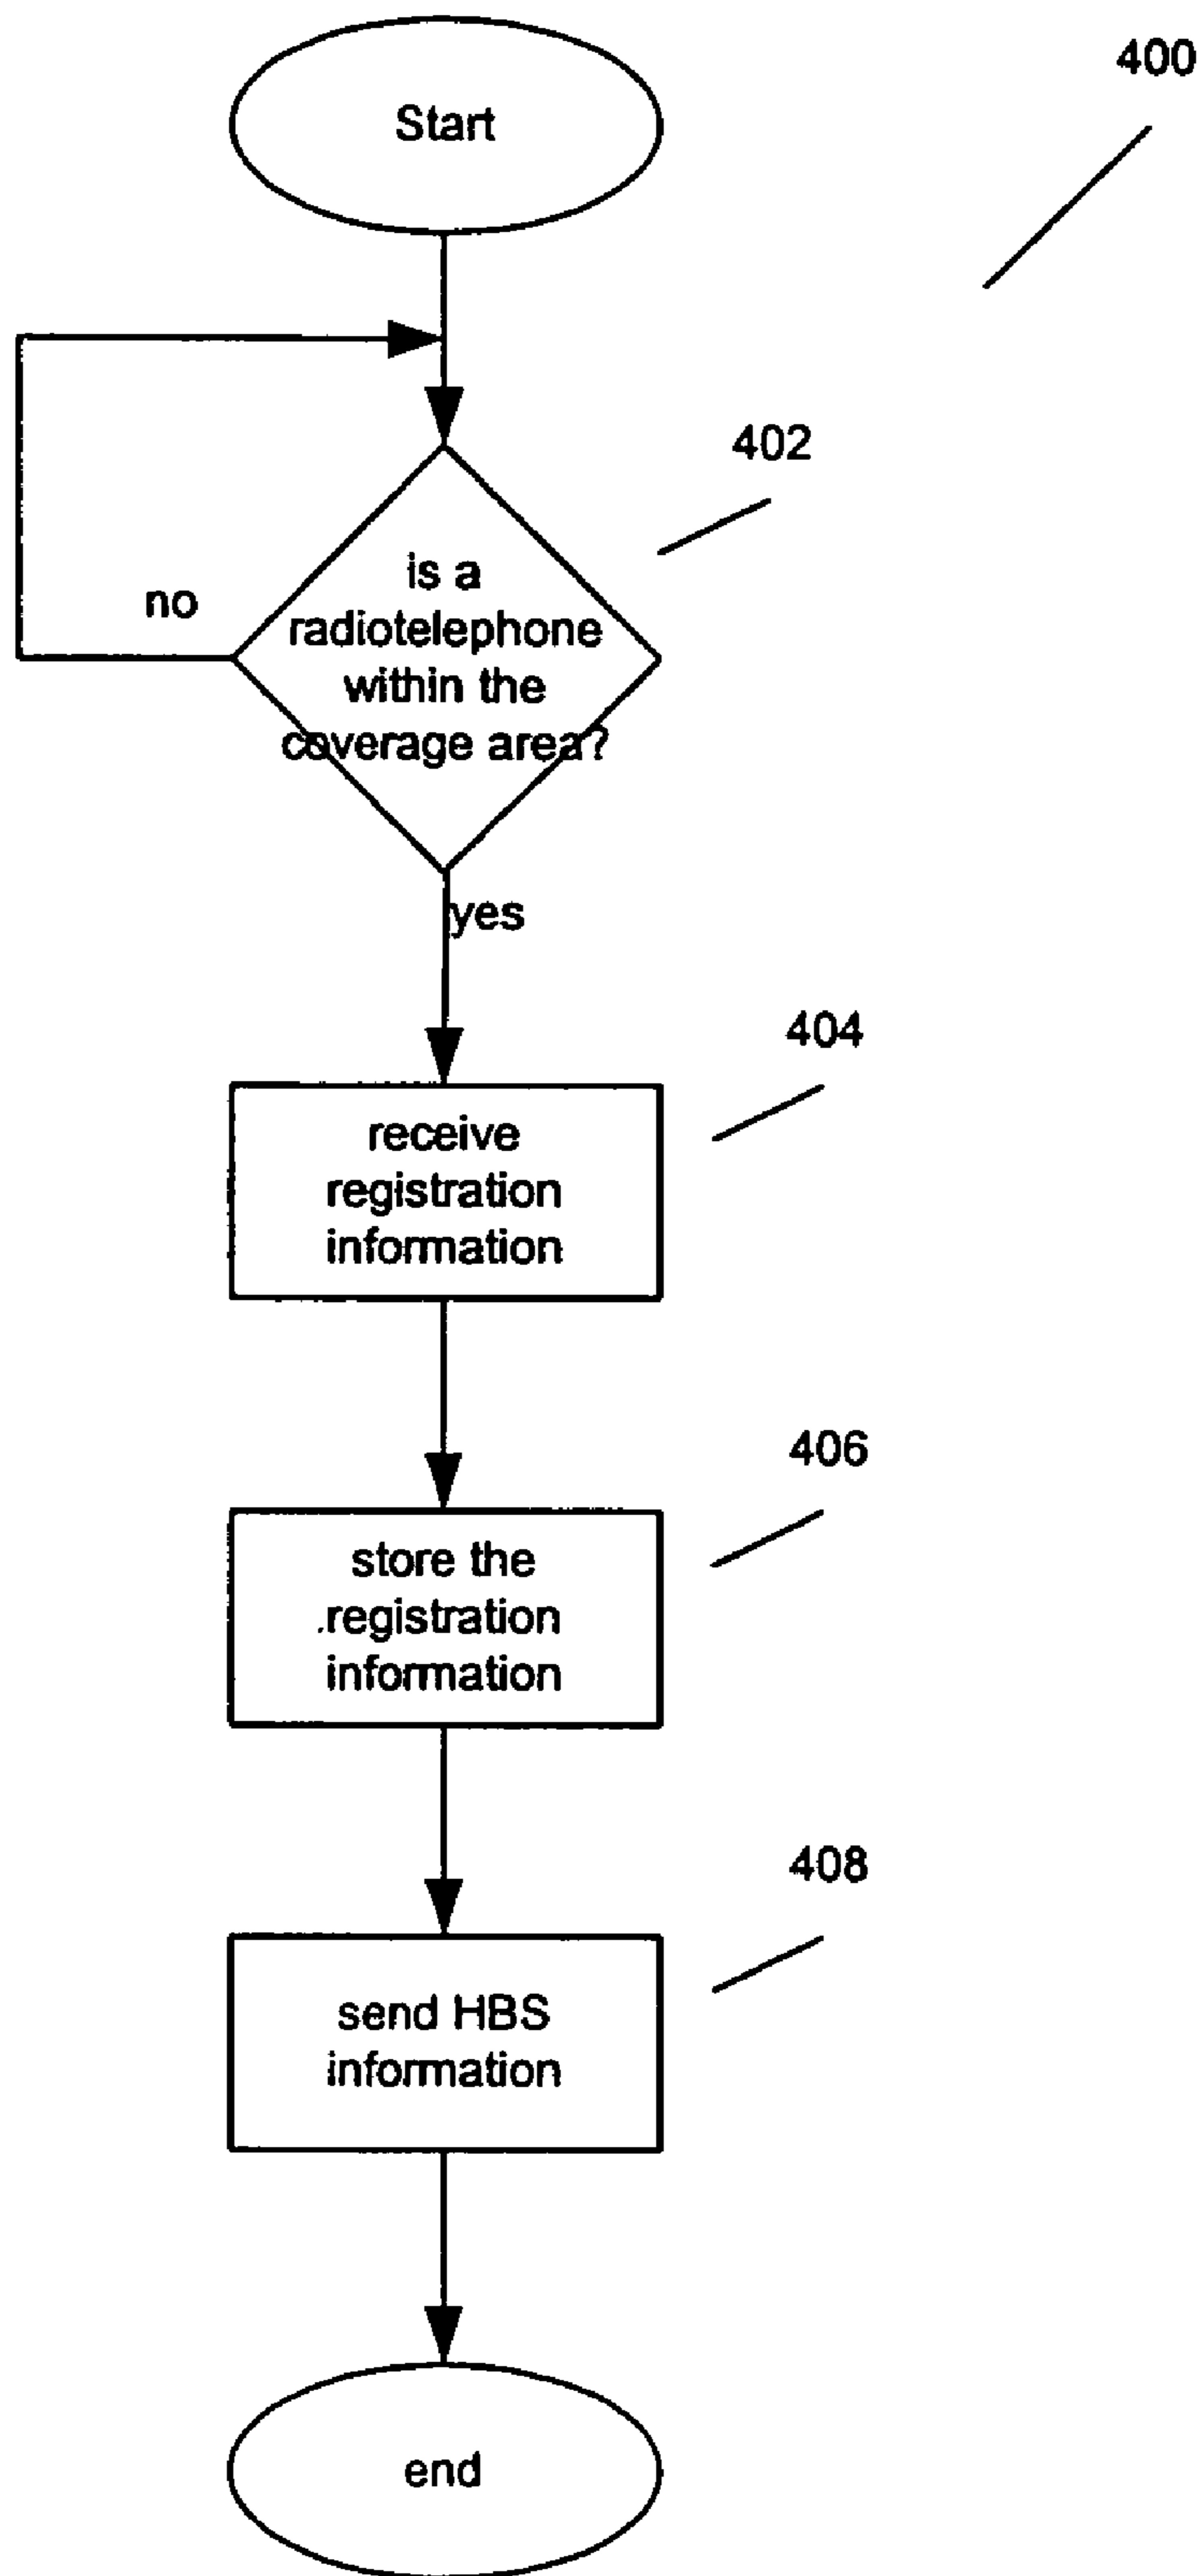 400
Start
402
is a
radiotelephone
within the
coverage area?
no
yes
404
receive
registration
information
406
store the
registration
information
408
send HBS
information
end